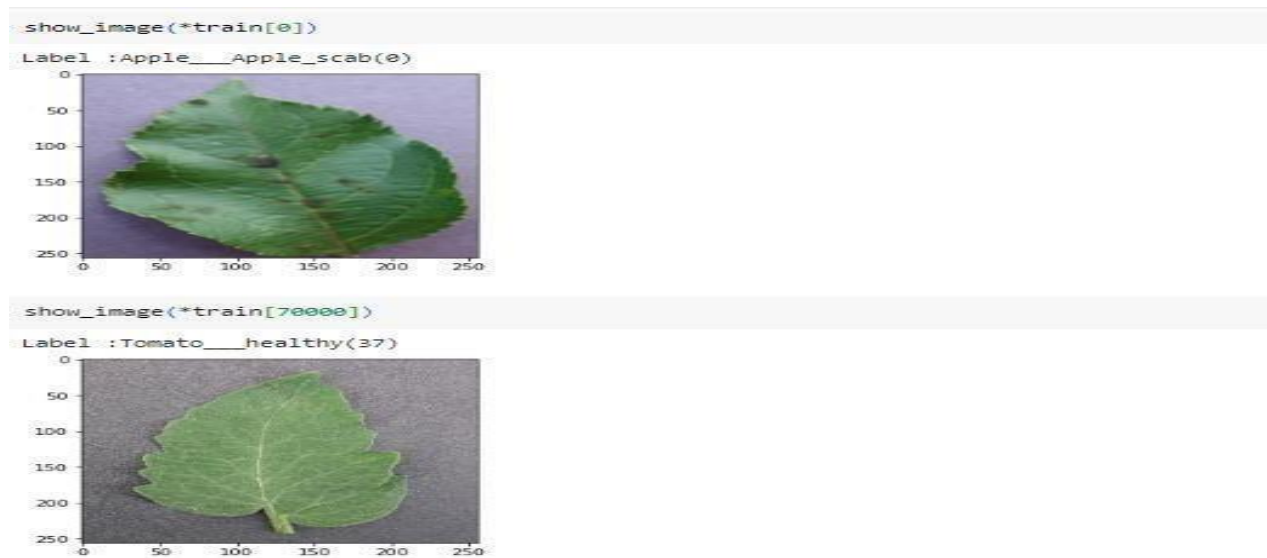 show_image(*train[0])
Label :Apple___Apple_scab(0)
0
50
100
150
200
250
0 50 100 150 200 250
show_image(*train[70000])
Label :Tomato___healthy(37)
0
50
100
150
200
250
0 50 100 150 200 250